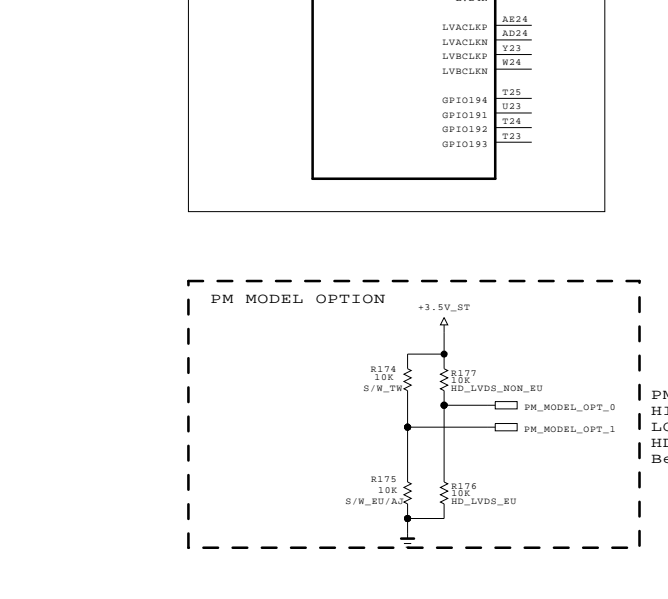 LVACLKP AE24
LVACLKN AD24
LVBCLKP Y23
LVBCLKN W24
GPIO194 T25
GPIO191 U23
GPIO192 T24
GPIO193 T23
PM MODEL OPTION
+3.5V_ST
R174
10K
S/W_TW
R177
10K
HD_LVDS_NON_EU
PM_MODEL_OPT_0
PM_MODEL_OPT_1
R175
10K
S/W_EU/AJ
R176
10K
HD_LVDS_EU
PM